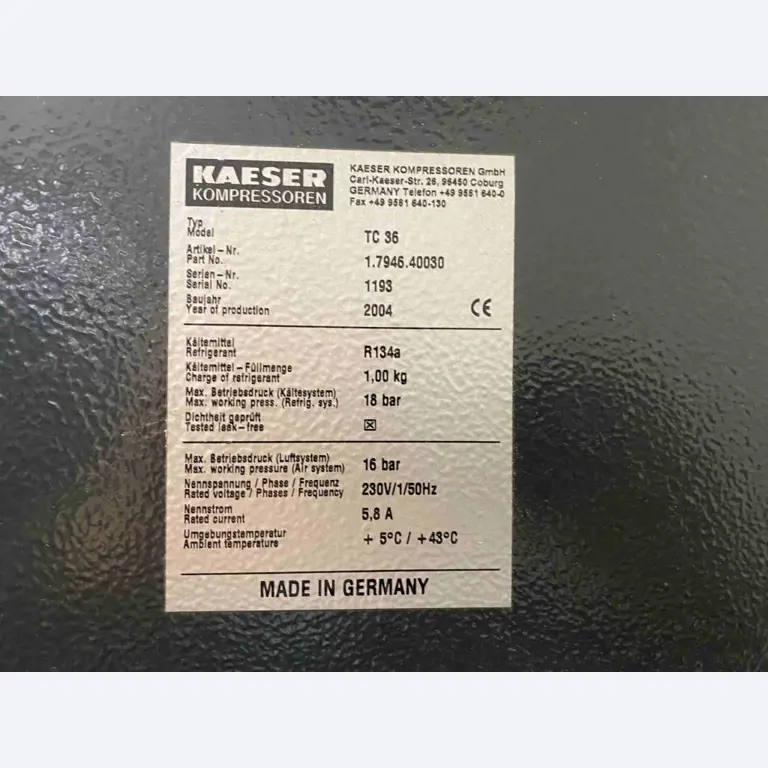 KAESER
KOMPRESSOREN
KAESER KOMPRESSOREN GmbH
Carl-Kaeser-Str. 26, 96450 Coburg
GERMANY Telefon +49 9561 640-0
Fax +49 9561 640-130
Typ
Model TC 36
Artikel-Nr.
Part No. 1.7946.40030
Serien-Nr.
Serial No. 1193
Baujahr
Year of production 2004 CE
Kältemittel
Refrigerant R134a
Kältemittel-Füllmenge
Charge of refrigerant 1,00 kg
Max. Betriebsdruck (Kältesystem)
Max. working press. (Refrig. sys.) 18 bar
Dichtheit geprüft
Tested leak-free ☒
Max. Betriebsdruck (Luftsystem)
Max. working pressure (Air system) 16 bar
Nennspannung / Phase / Frequenz
Rated voltage / Phases / Frequency 230V/1/50Hz
Nennstrom
Rated current 5,8 A
Umgebungstemperatur
Ambient temperature + 5°C / +43°C
MADE IN GERMANY